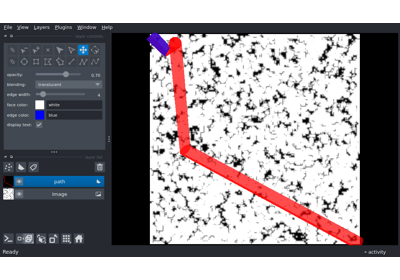 File View Layers Plugins Window Help
opacity: 0.70
blending: translucent
edge width: 4
face color: white
edge color: blue
display text:
path
Image
Ready
activity